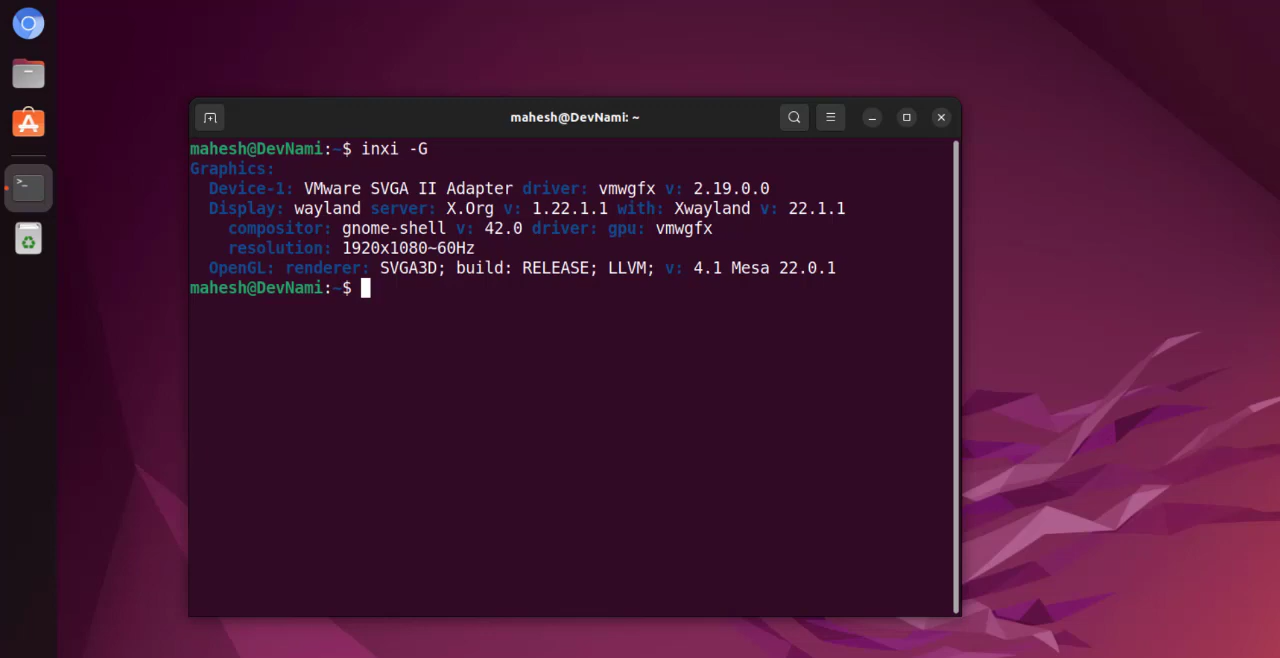 mahesh@DevNami: ~
mahesh@DevNami:~$ inxi -G
Graphics:
  Device-1: VMware SVGA II Adapter driver: vmwgfx v: 2.19.0.0
  Display: wayland server: X.Org v: 1.22.1.1 with: Xwayland v: 22.1.1
    compositor: gnome-shell v: 42.0 driver: gpu: vmwgfx
    resolution: 1920x1080~60Hz
  OpenGL: renderer: SVGA3D; build: RELEASE; LLVM; v: 4.1 Mesa 22.0.1
mahesh@DevNami:~$